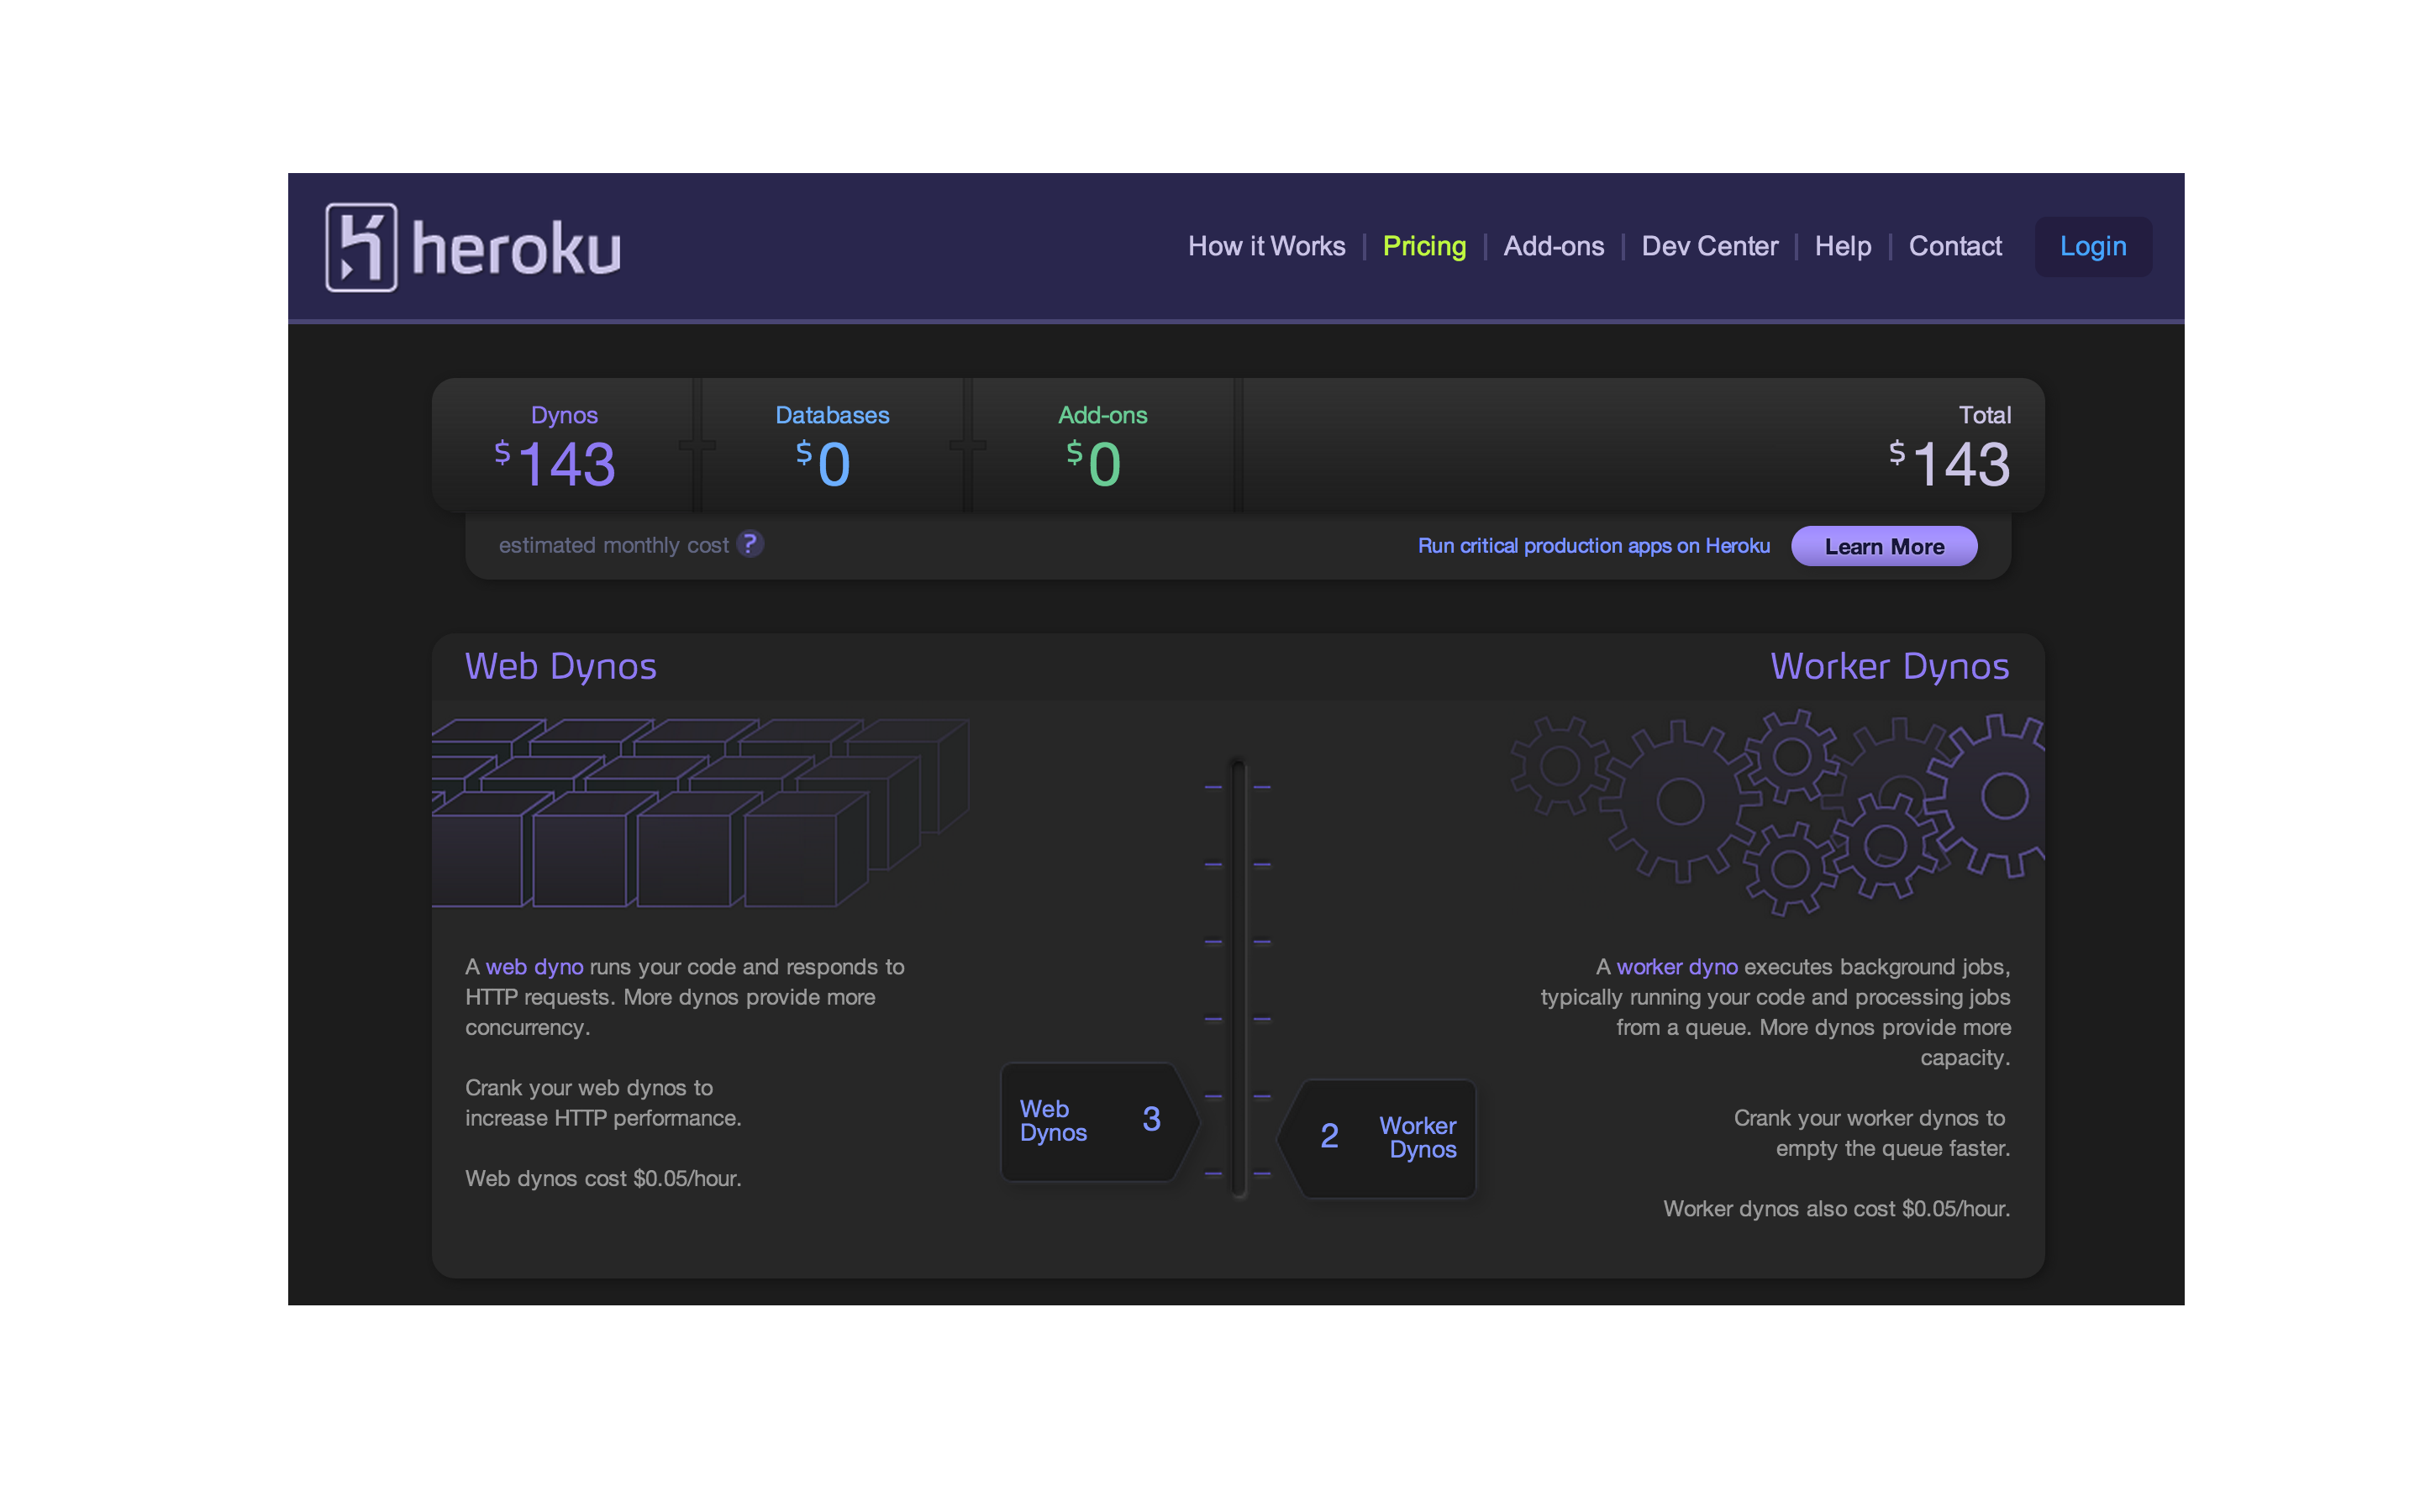 heroku
How it Works | Pricing | Add-ons | Dev Center | Help | Contact
Login
Dynos
$143
Databases
$0
Add-ons
$0
Total
$143
estimated monthly cost ?
Run critical production apps on Heroku
Learn More
Web Dynos
A web dyno runs your code and responds to
HTTP requests. More dynos provide more
concurrency.
Crank your web dynos to
increase HTTP performance.
Web dynos cost $0.05/hour.
Web
Dynos
3
2
Worker
Dynos
Worker Dynos
A worker dyno executes background jobs,
typically running your code and processing jobs
from a queue. More dynos provide more
capacity.
Crank your worker dynos to
empty the queue faster.
Worker dynos also cost $0.05/hour.